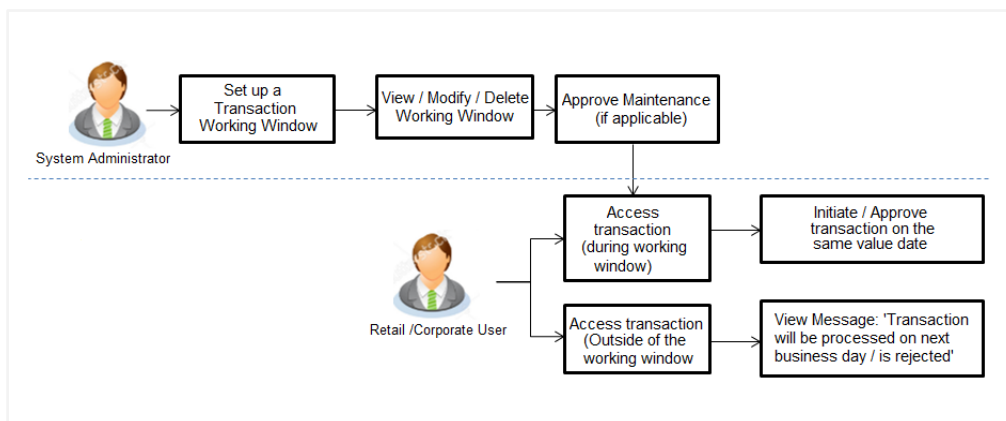 Set up a
Transaction
Working Window
View / Modify / Delete
Working Window
Approve Maintenance
(if applicable)
System Administrator
Access
transaction
(during working
window)
Initiate / Approve
transaction on the
same value date
Retail /Corporate User
Access transaction
(Outside of the
working window
View Message: 'Transaction
will be processed on next
business day / is rejected'